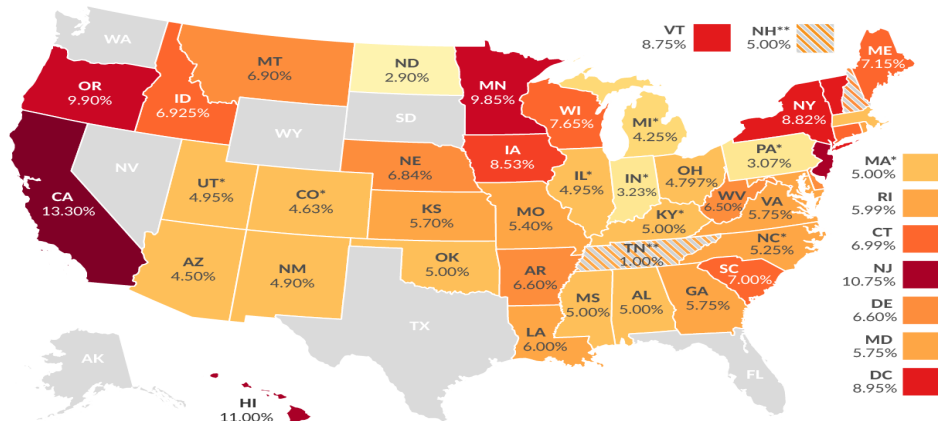 WA
VT
8.75%
NH**
5.00%
ME
7.15%
MT
6.90%
ND
2.90%
MN
9.85%
OR
9.90%
ID
6.925%
WI
7.65%
NY
8.82%
MI*
4.25%
SD
WY
IA
8.53%
PA*
3.07%
NV
NE
6.84%
IL*
4.95%
IN*
3.23%
OH
4.797%
MA*
5.00%
UT*
4.95%
CO*
4.63%
CA
13.30%
KS
5.70%
MO
5.40%
WV
6.50%
VA
5.75%
KY*
5.00%
RI
5.99%
NC*
5.25%
CT
6.99%
TN**
1.00%
AZ
4.50%
NM
4.90%
OK
5.00%
AR
6.60%
SC
7.00%
NJ
10.75%
MS
5.00%
AL
5.00%
GA
5.75%
DE
6.60%
TX
LA
6.00%
MD
5.75%
AK
FL
DC
8.95%
HI
11.00%